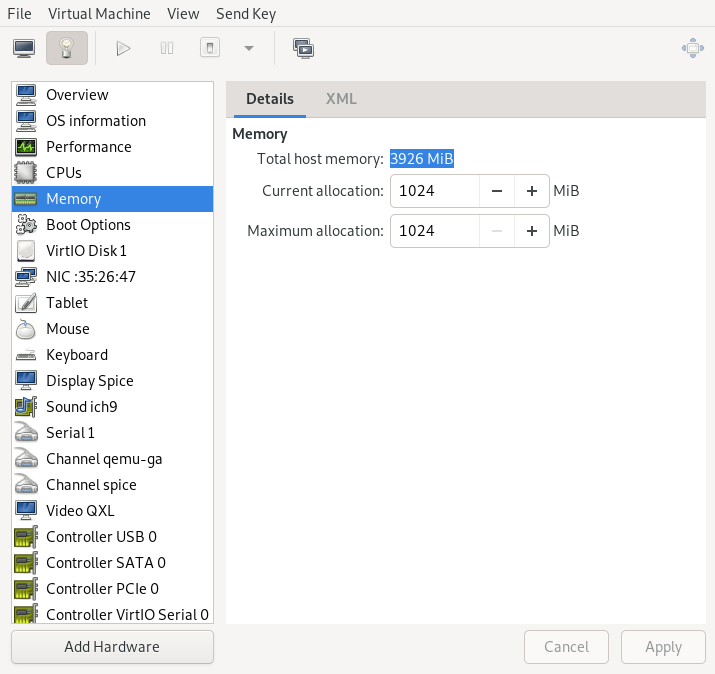 File Virtual Machine View Send Key
Overview
OS information
Performance
CPUs
Memory
Boot Options
VirtIO Disk 1
NIC :35:26:47
Tablet
Mouse
Keyboard
Display Spice
Sound ich9
Serial 1
Channel qemu-ga
Channel spice
Video QXL
Controller USB 0
Controller SATA 0
Controller PCIe 0
Controller VirtIO Serial 0
Add Hardware
Details XML
Memory
Total host memory: 3926 MiB
Current allocation: 1024 MiB
Maximum allocation: 1024 MiB
Cancel Apply